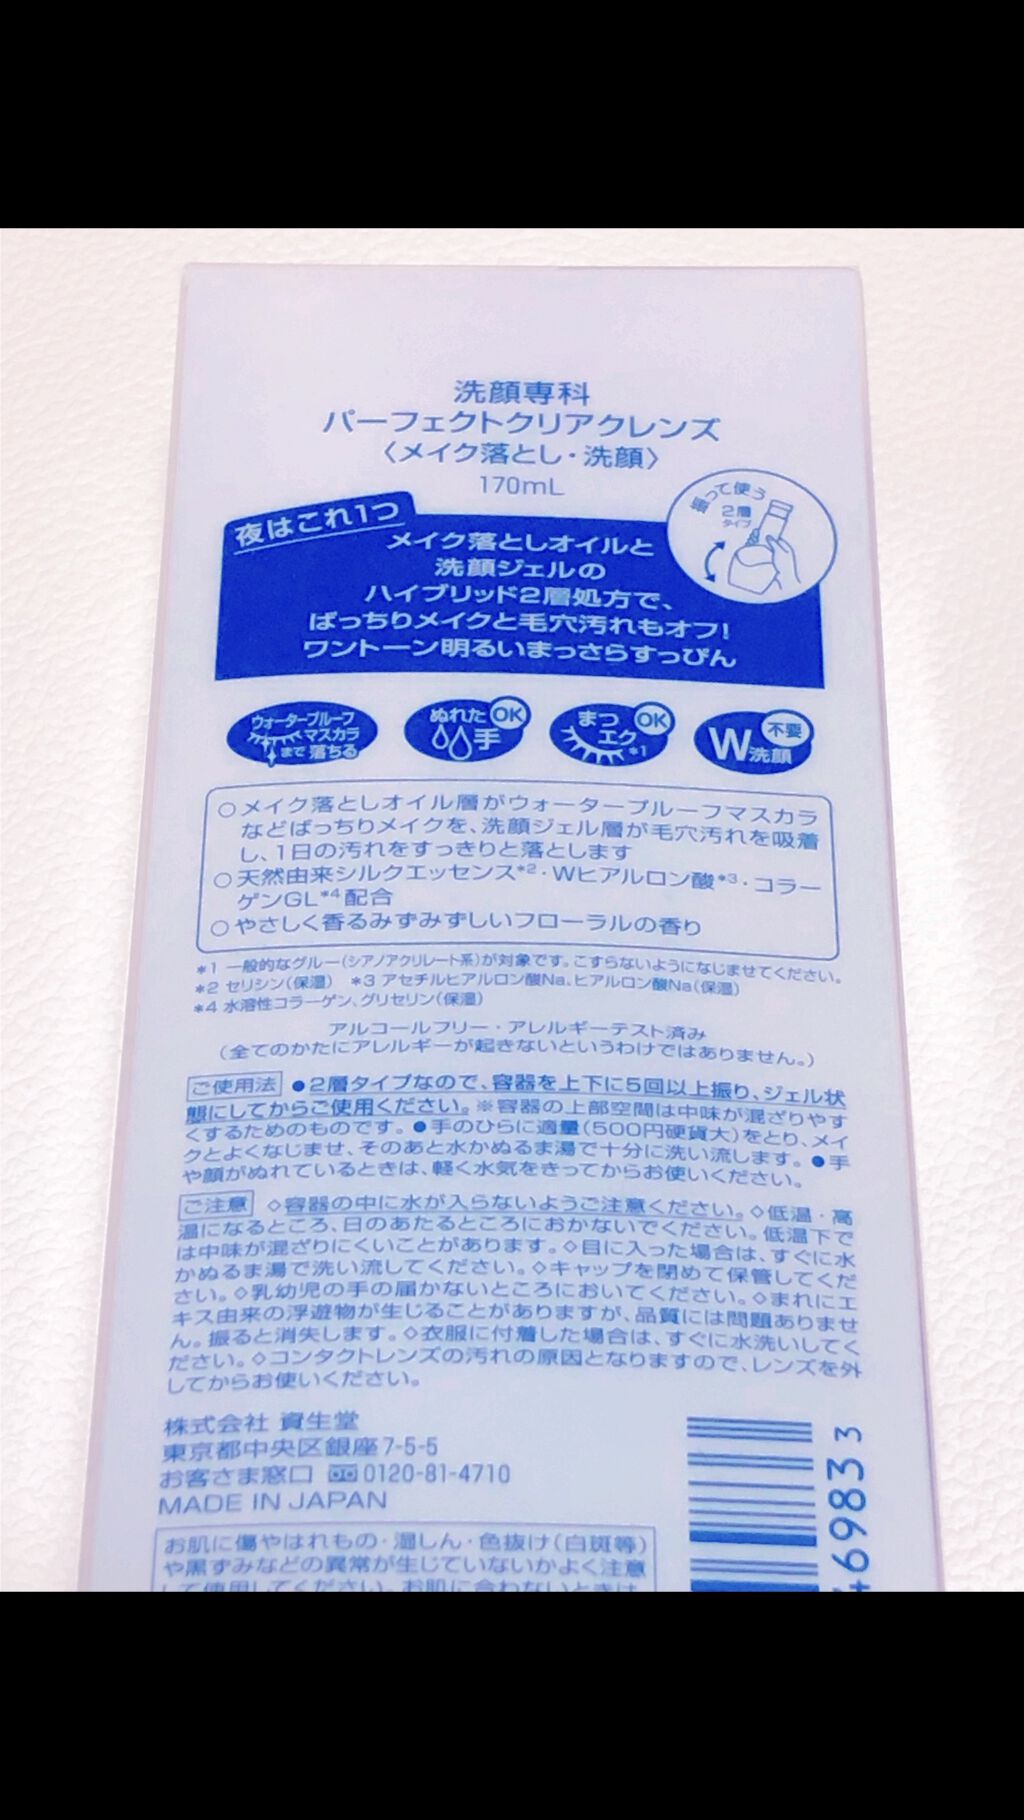 洗顔専科
パーフェクトクリアクレンズ
〈メイク落とし・洗顔〉
170mL
振って使う
2層
タイプ
夜はこれ1つ
メイク落としオイルと
洗顔ジェルの
ハイブリッド2層処方で、
ばっちりメイクと毛穴汚れもオフ!
ワントーン明るいまっさらすっぴん
ウォータープルーフ
マスカラ
まで落ちる
ぬれた
手
OK
まつ
エク*1
OK
W洗顔
不要
○メイク落としオイル層がウォータープルーフマスカラ
などばっちりメイクを、洗顔ジェル層が毛穴汚れを吸着
し、1日の汚れをすっきりと落とします
○天然由来シルクエッセンス*2・Wヒアルロン酸*3・コラー
ゲンGL*4配合
○やさしく香るみずみずしいフローラルの香り
*1 一般的なグルー(シアノアクリレート系)が対象です。こすらないようになじませてください。
*2 セリシン(保湿) *3 アセチルヒアルロン酸Na、ヒアルロン酸Na(保湿)
*4 水溶性コラーゲン、グリセリン(保湿)
アルコールフリー・アレルギーテスト済み
(全てのかたにアレルギーが起きないというわけではありません。)
ご使用法 ●2層タイプなので、容器を上下に5回以上振り、ジェル状
態にしてからご使用ください。※容器の上部空間は中味が混ざりやす
くするためのものです。●手のひらに適量(500円硬貨大)をとり、メイ
クとよくなじませ、そのあと水かぬるま湯で十分に洗い流します。●手
や顔がぬれているときは、軽く水気をきってからお使いください。
ご注意 ◇容器の中に水が入らないようご注意ください。◇低温・高
温になるところ、日のあたるところにおかないでください。低温下で
は中味が混ざりにくいことがあります。◇目に入った場合は、すぐに水
かぬるま湯で洗い流してください。◇キャップを閉めて保管してくだ
さい。◇乳幼児の手の届かないところにおいてください。◇まれにエ
キス由来の浮遊物が生じることがありますが、品質には問題ありませ
ん。振ると消失します。◇衣服に付着した場合は、すぐに水洗いしてく
ださい。◇コンタクトレンズの汚れの原因となりますので、レンズを外
してからお使いください。
株式会社 資生堂
東京都中央区銀座7-5-5
お客さま窓口 0120-81-4710
MADE IN JAPAN
お肌に傷やはれもの・湿しん・色抜け(白斑等)
や黒ずみなどの異常が生じていないかよく注意
して使用してください。お肌に合わないときは
46983 3